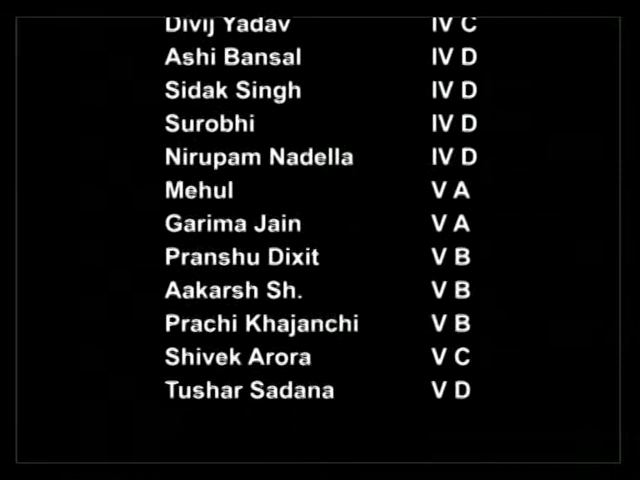 Divij Yadav IV C
Ashi Bansal IV D
Sidak Singh IV D
Surobhi IV D
Nirupam Nadella IV D
Mehul V A
Garima Jain V A
Pranshu Dixit V B
Aakarsh Sh. V B
Prachi Khajanchi V B
Shivek Arora V C
Tushar Sadana V D